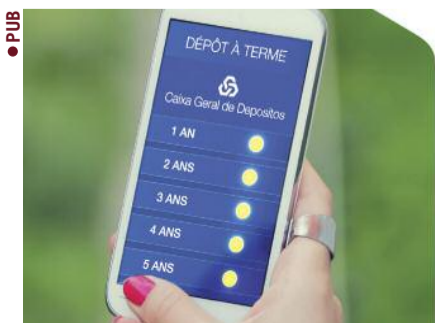 ● PUB
DÉPÔT À TERME
Caixa Geral de Depositos
1 AN
2 ANS
3 ANS
4 ANS
5 ANS